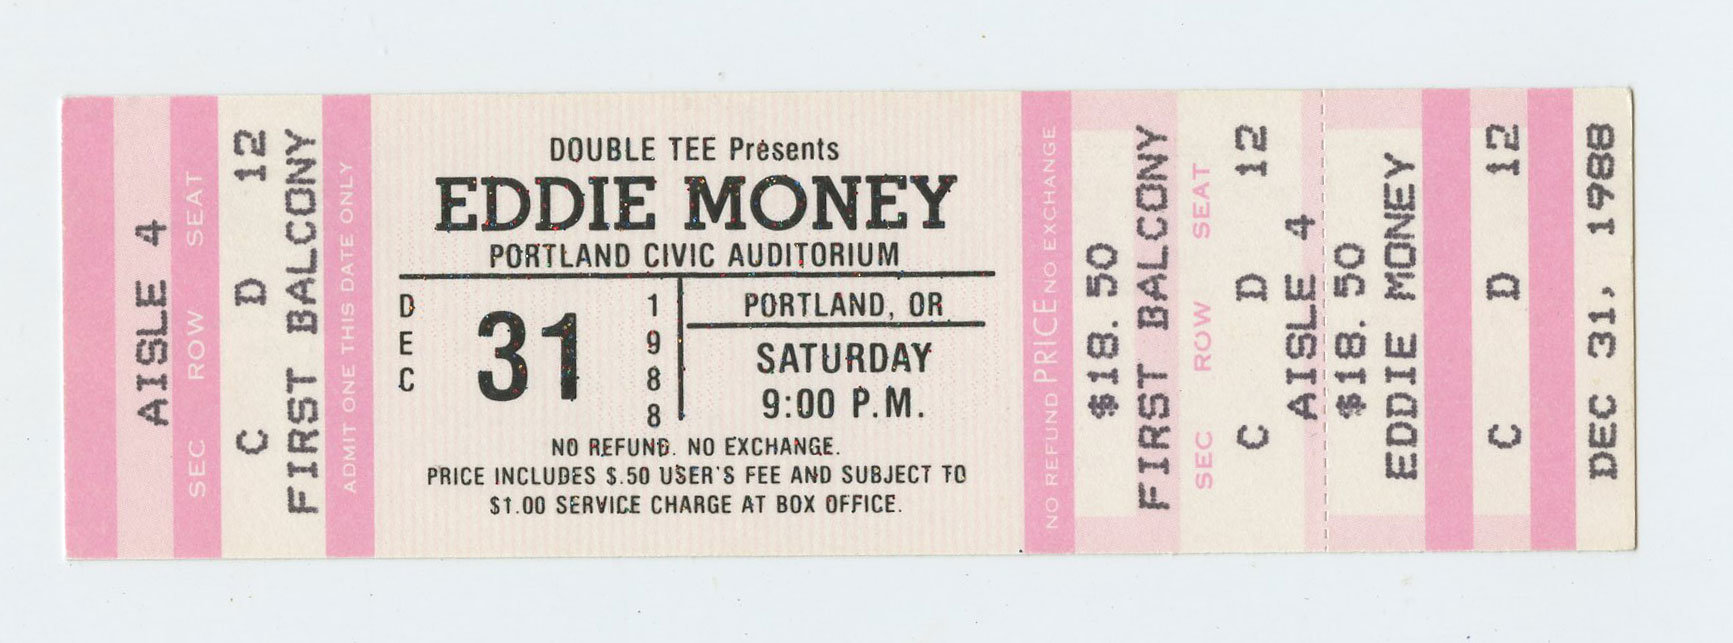 AISLE 4
SEC ROW SEAT
C D 12
FIRST BALCONY
ADMIT ONE THIS DATE ONLY
DOUBLE TEE Presents
EDDIE MONEY
PORTLAND CIVIC AUDITORIUM
DEC 31 1988
PORTLAND, OR
SATURDAY
9:00 P.M.
NO REFUND. NO EXCHANGE.
PRICE INCLUDES $.50 USER'S FEE AND SUBJECT TO
$1.00 SERVICE CHARGE AT BOX OFFICE.
NO REFUND PRICE NO EXCHANGE
$18.50
FIRST BALCONY
SEC ROW SEAT
C D 12
AISLE 4
$18.50
EDDIE MONEY
C D 12
DEC 31, 1988